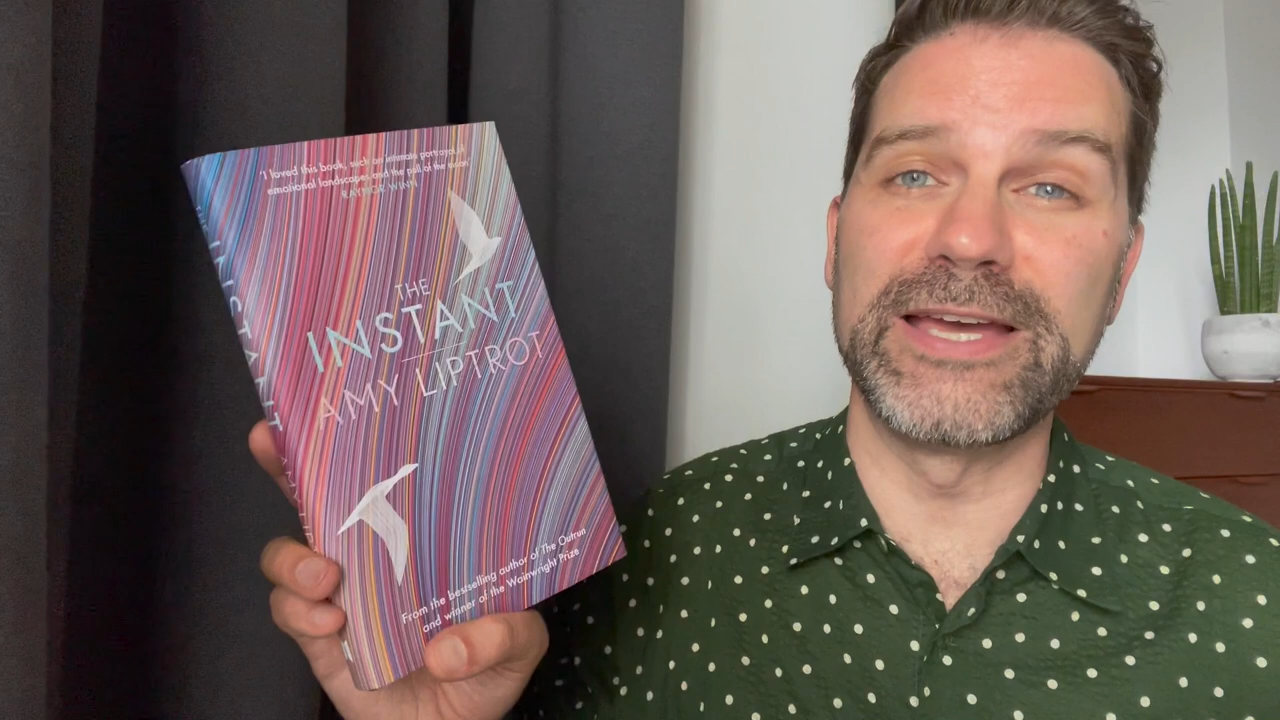 'I loved this book, such an intimate portrayal of
emotional landscapes and the pull of the moon'
RAYNOR WINN
THE
INSTANT
AMY LIPTROT
From the bestselling author of The Outrun
and winner of the Wainwright Prize
INSTANT